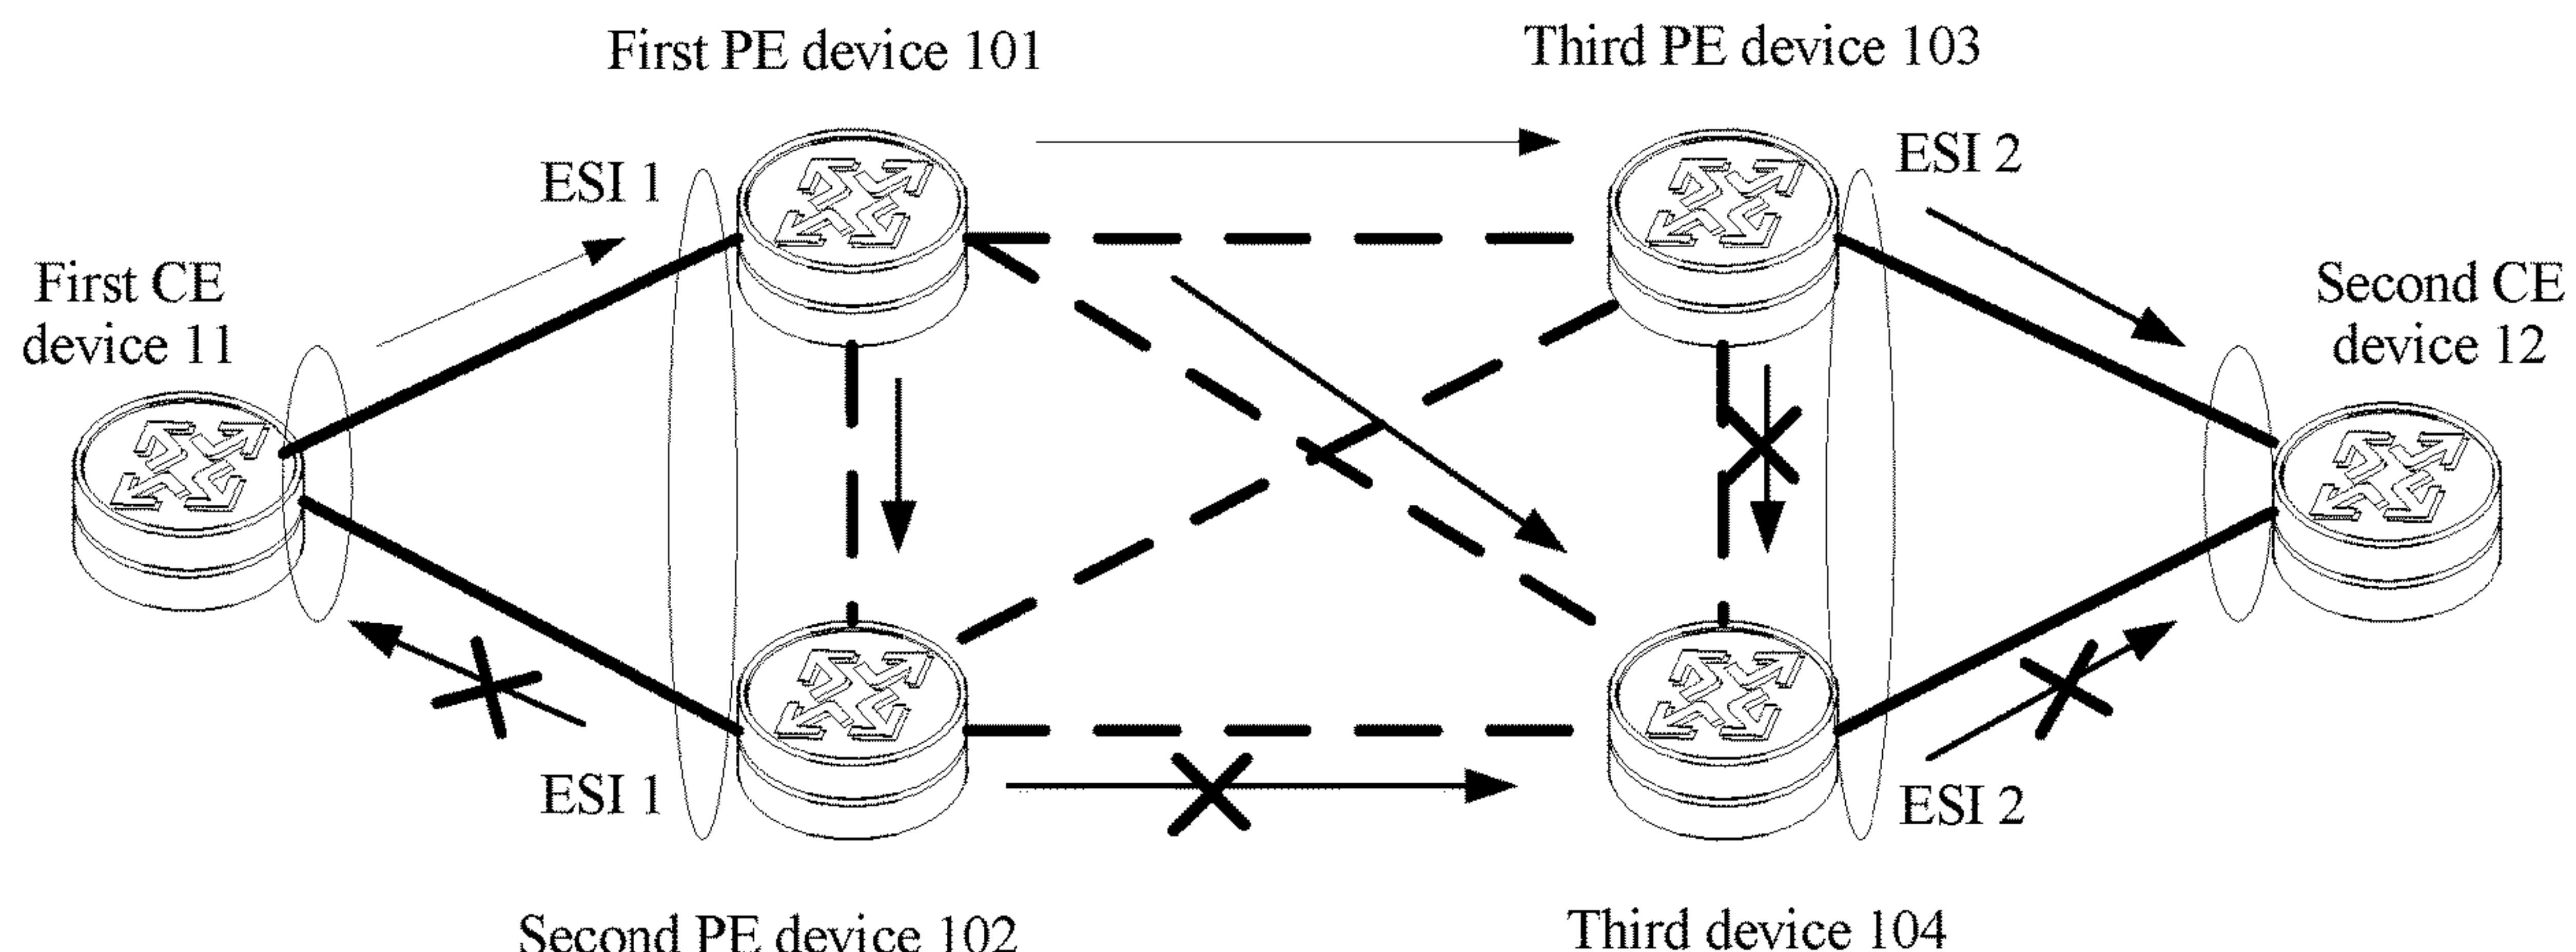 First PE device 101
Third PE device 103
ESI 1
ESI 2
First CE
device 11
Second CE
device 12
ESI 1
ESI 2
Second PE device 102
Third device 104